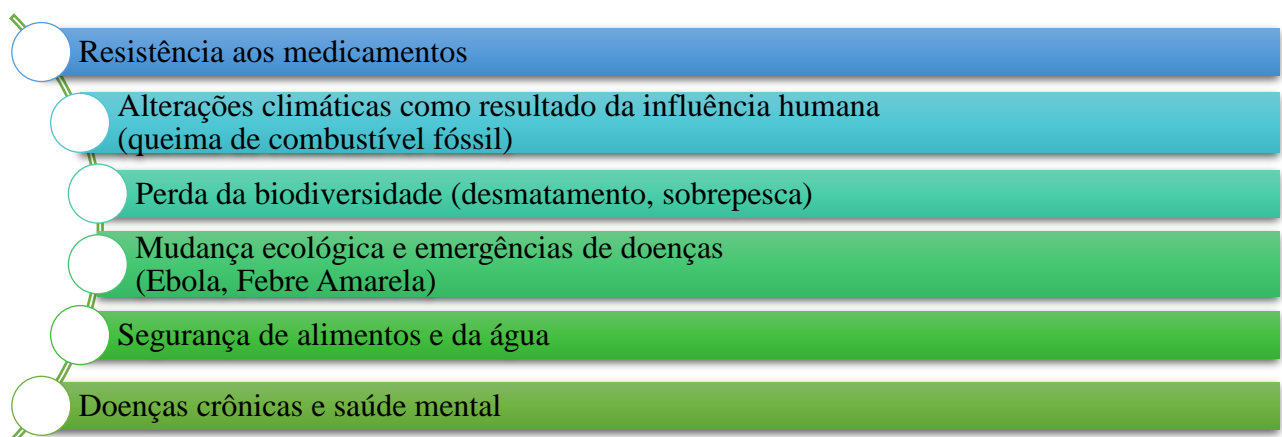 Resistência aos medicamentos
Alterações climáticas como resultado da influência humana
(queima de combustível fóssil)
Perda da biodiversidade (desmatamento, sobrepesca)
Mudança ecológica e emergências de doenças
(Ebola, Febre Amarela)
Segurança de alimentos e da água
Doenças crônicas e saúde mental